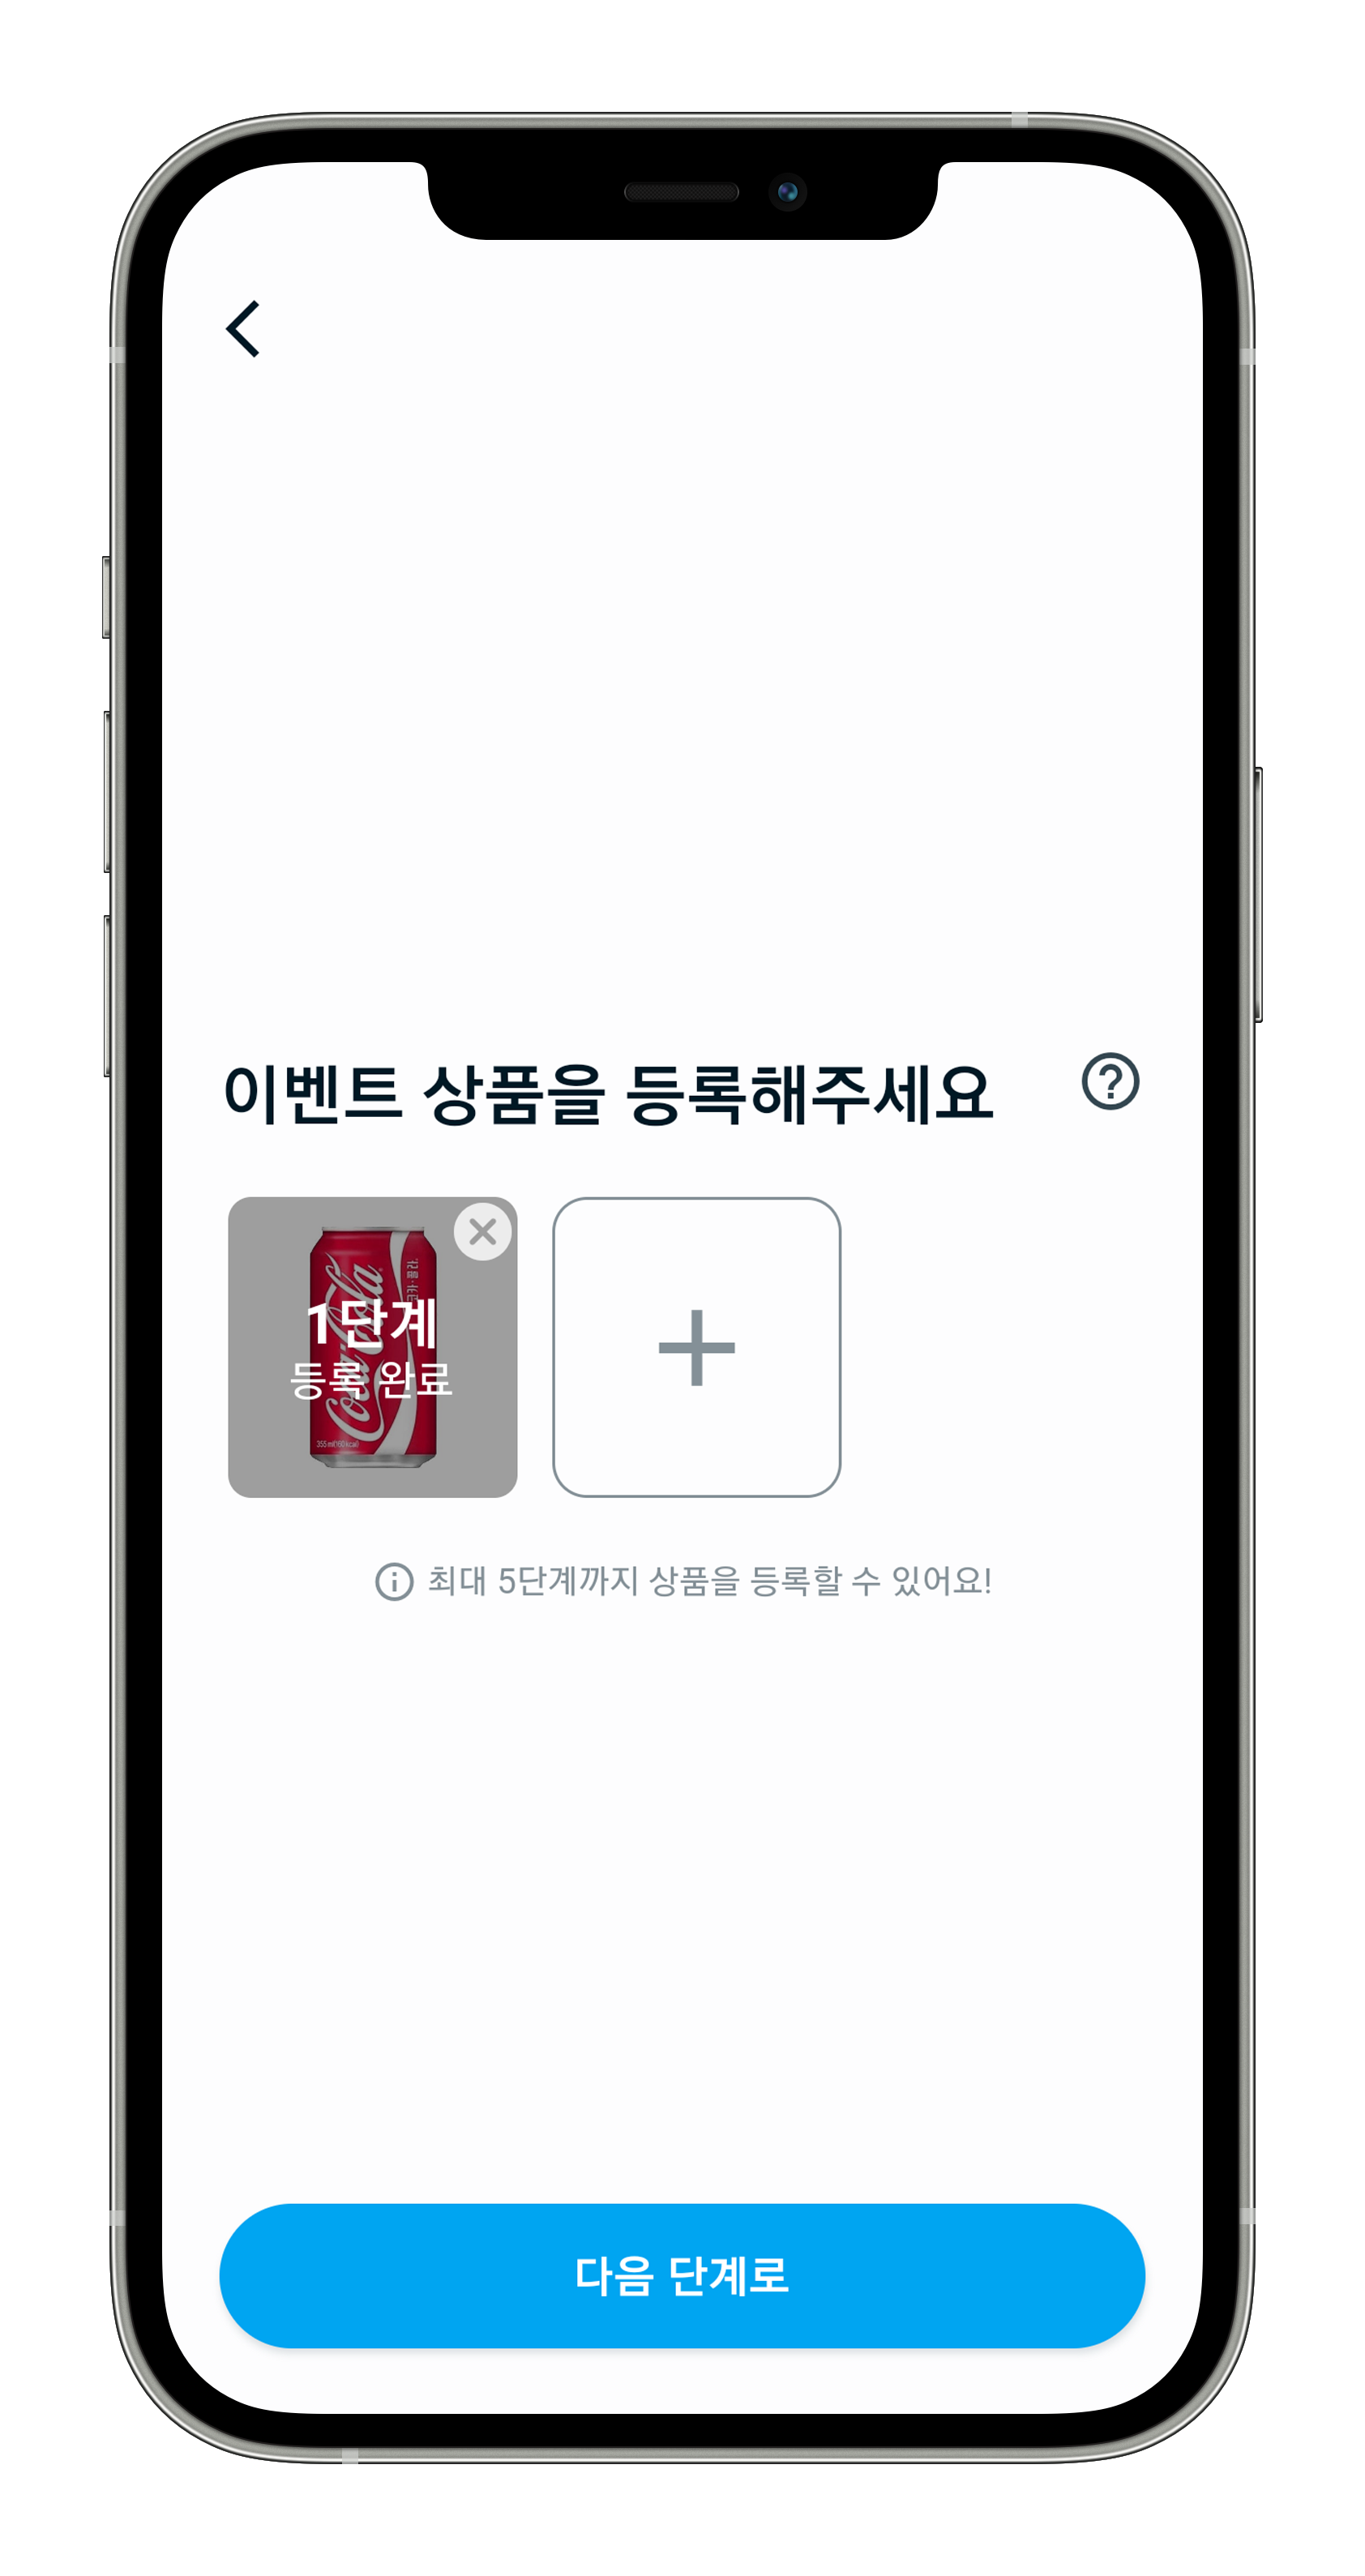 이벤트 상품을 등록해주세요
Coca-Cola
1단계
등록 완료
최대 5단계까지 상품을 등록할 수 있어요!
다음 단계로